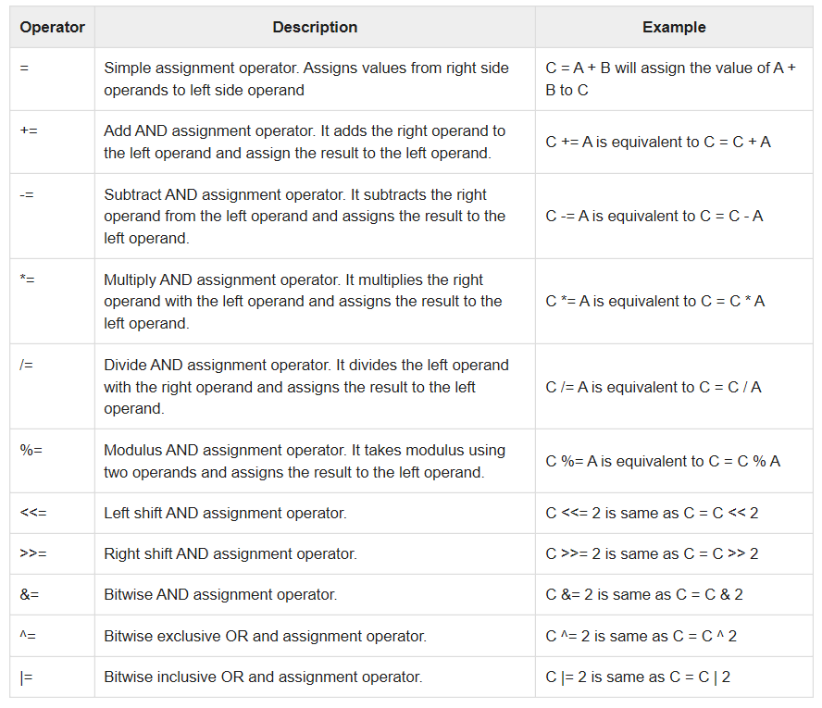 Operator Description Example
= Simple assignment operator. Assigns values from right side
operands to left side operand
C = A + B will assign the value of A +
B to C
+= Add AND assignment operator. It adds the right operand to
the left operand and assign the result to the left operand.
C += A is equivalent to C = C + A
-= Subtract AND assignment operator. It subtracts the right
operand from the left operand and assigns the result to the
left operand.
C -= A is equivalent to C = C - A
*= Multiply AND assignment operator. It multiplies the right
operand with the left operand and assigns the result to the
left operand.
C *= A is equivalent to C = C * A
/= Divide AND assignment operator. It divides the left operand
with the right operand and assigns the result to the left
operand.
C /= A is equivalent to C = C / A
%= Modulus AND assignment operator. It takes modulus using
two operands and assigns the result to the left operand.
C %= A is equivalent to C = C % A
<<= Left shift AND assignment operator. C <<= 2 is same as C = C << 2
>>= Right shift AND assignment operator. C >>= 2 is same as C = C >> 2
&= Bitwise AND assignment operator. C &= 2 is same as C = C & 2
^= Bitwise exclusive OR and assignment operator. C ^= 2 is same as C = C ^ 2
|= Bitwise inclusive OR and assignment operator. C |= 2 is same as C = C | 2